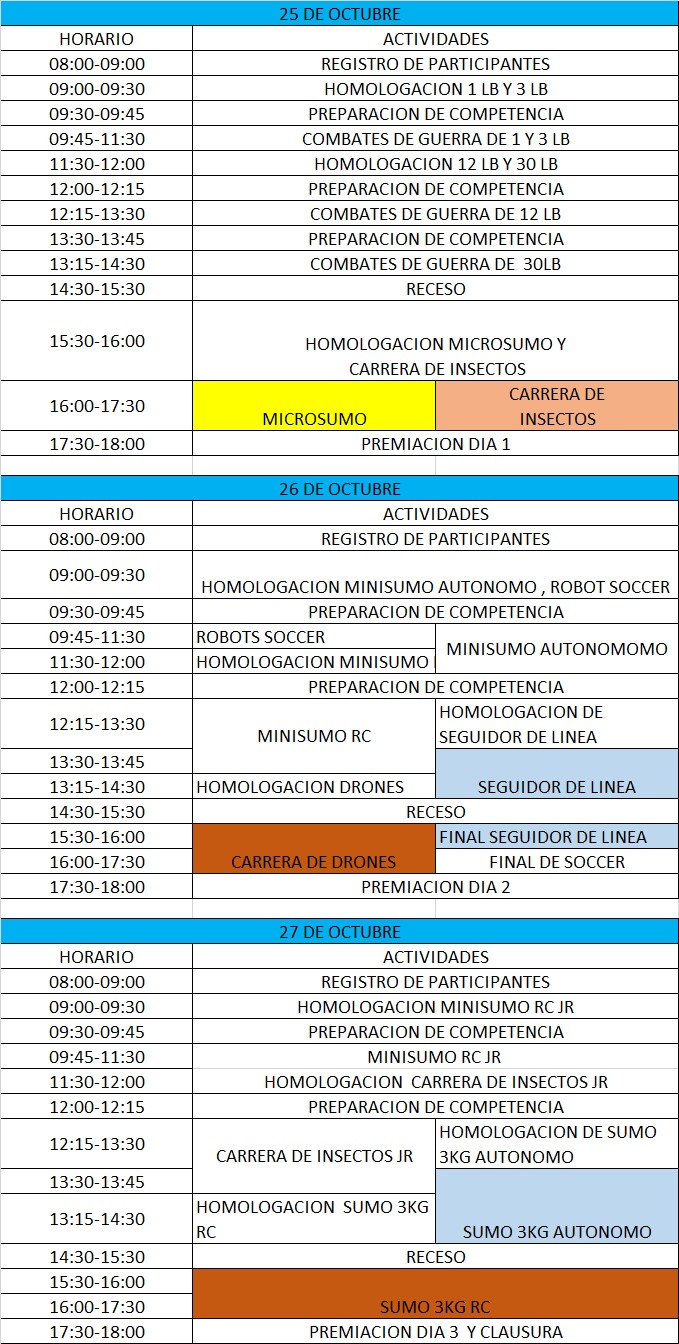 25 DE OCTUBRE
HORARIO ACTIVIDADES
08:00-09:00 REGISTRO DE PARTICIPANTES
09:00-09:30 HOMOLOGACION 1 LB Y 3 LB
09:30-09:45 PREPARACION DE COMPETENCIA
09:45-11:30 COMBATES DE GUERRA DE 1 Y 3 LB
11:30-12:00 HOMOLOGACION 12 LB Y 30 LB
12:00-12:15 PREPARACION DE COMPETENCIA
12:15-13:30 COMBATES DE GUERRA DE 12 LB
13:30-13:45 PREPARACION DE COMPETENCIA
13:15-14:30 COMBATES DE GUERRA DE 30LB
14:30-15:30 RECESO
15:30-16:00 HOMOLOGACION MICROSUMO Y
CARRERA DE INSECTOS
16:00-17:30 MICROSUMO CARRERA DE
INSECTOS
17:30-18:00 PREMIACION DIA 1
26 DE OCTUBRE
HORARIO ACTIVIDADES
08:00-09:00 REGISTRO DE PARTICIPANTES
09:00-09:30 HOMOLOGACION MINISUMO AUTONOMO , ROBOT SOCCER
09:30-09:45 PREPARACION DE COMPETENCIA
09:45-11:30 ROBOTS SOCCER MINISUMO AUTONOMOMO
11:30-12:00 HOMOLOGACION MINISUMO
12:00-12:15 PREPARACION DE COMPETENCIA
12:15-13:30 MINISUMO RC HOMOLOGACION DE
SEGUIDOR DE LINEA
13:30-13:45
13:15-14:30 HOMOLOGACION DRONES SEGUIDOR DE LINEA
14:30-15:30 RECESO
15:30-16:00 FINAL SEGUIDOR DE LINEA
16:00-17:30 CARRERA DE DRONES FINAL DE SOCCER
17:30-18:00 PREMIACION DIA 2
27 DE OCTUBRE
HORARIO ACTIVIDADES
08:00-09:00 REGISTRO DE PARTICIPANTES
09:00-09:30 HOMOLOGACION MINISUMO RC JR
09:30-09:45 PREPARACION DE COMPETENCIA
09:45-11:30 MINISUMO RC JR
11:30-12:00 HOMOLOGACION CARRERA DE INSECTOS JR
12:00-12:15 PREPARACION DE COMPETENCIA
12:15-13:30 CARRERA DE INSECTOS JR HOMOLOGACION DE SUMO
3KG AUTONOMO
13:30-13:45
13:15-14:30 HOMOLOGACION SUMO 3KG
RC SUMO 3KG AUTONOMO
14:30-15:30 RECESO
15:30-16:00
16:00-17:30 SUMO 3KG RC
17:30-18:00 PREMIACION DIA 3 Y CLAUSURA